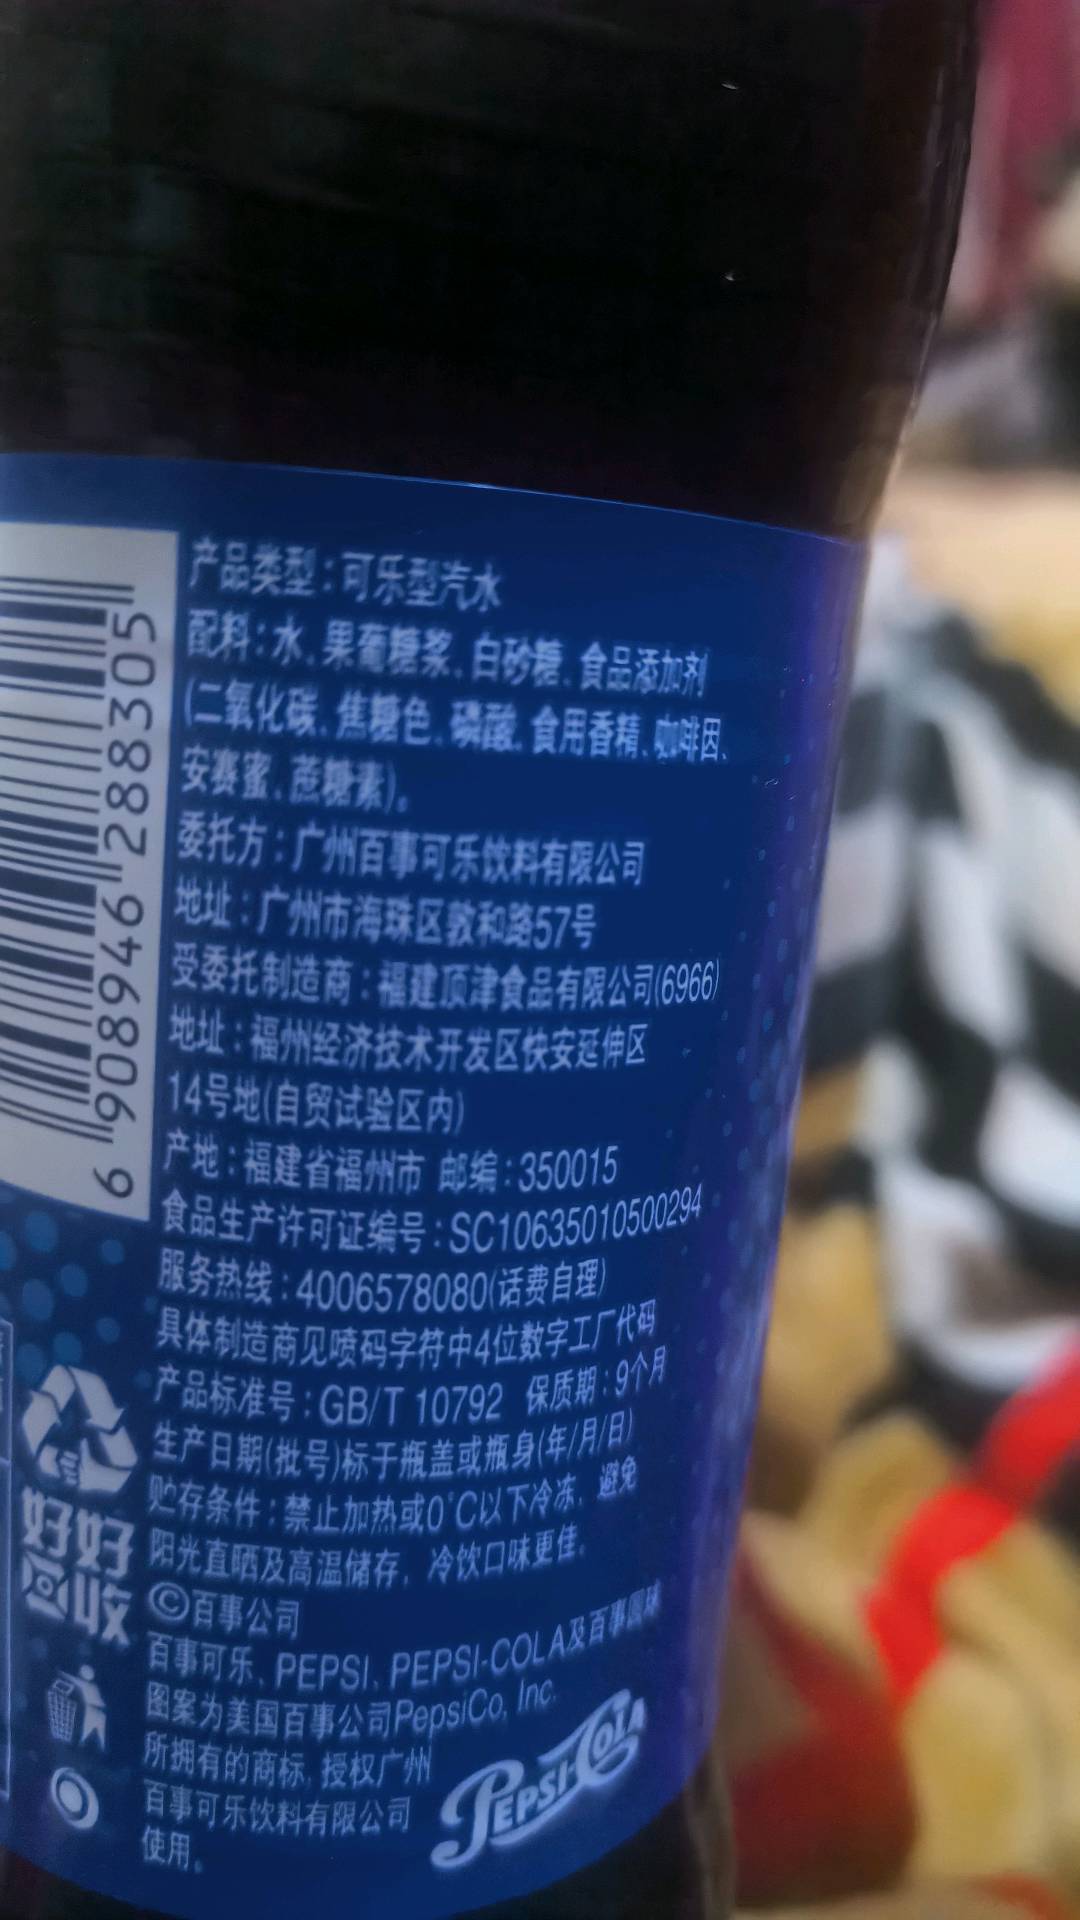 产品类型:可乐型汽水
配料:水、果葡糖浆、白砂糖、食品添加剂
(二氧化碳、焦糖色、磷酸、食用香精、咖啡因、
安赛蜜、蔗糖素)。
委托方:广州百事可乐饮料有限公司
地址:广州市海珠区敦和路57号
受委托制造商:福建顶津食品有限公司(6966)
地址:福州经济技术开发区快安延伸区
14号地(自贸试验区内)
产地:福建省福州市 邮编:350015
食品生产许可证编号:SC10635010500294
服务热线:4006578080(话费自理)
具体制造商见喷码字符中4位数字工厂代码
产品标准号:GB/T 10792 保质期:9个月
生产日期(批号)标于瓶盖或瓶身(年/月/日)
贮存条件:禁止加热或0°C以下冷冻,避免
阳光直晒及高温储存,冷饮口味更佳。
©百事公司
百事可乐、PEPSI、PEPSI-COLA及百事圆球
图案为美国百事公司PepsiCo, Inc.
所拥有的商标,授权广州
百事可乐饮料有限公司
使用。
PEPSI-COLA
6 908946 288305
好好
回收